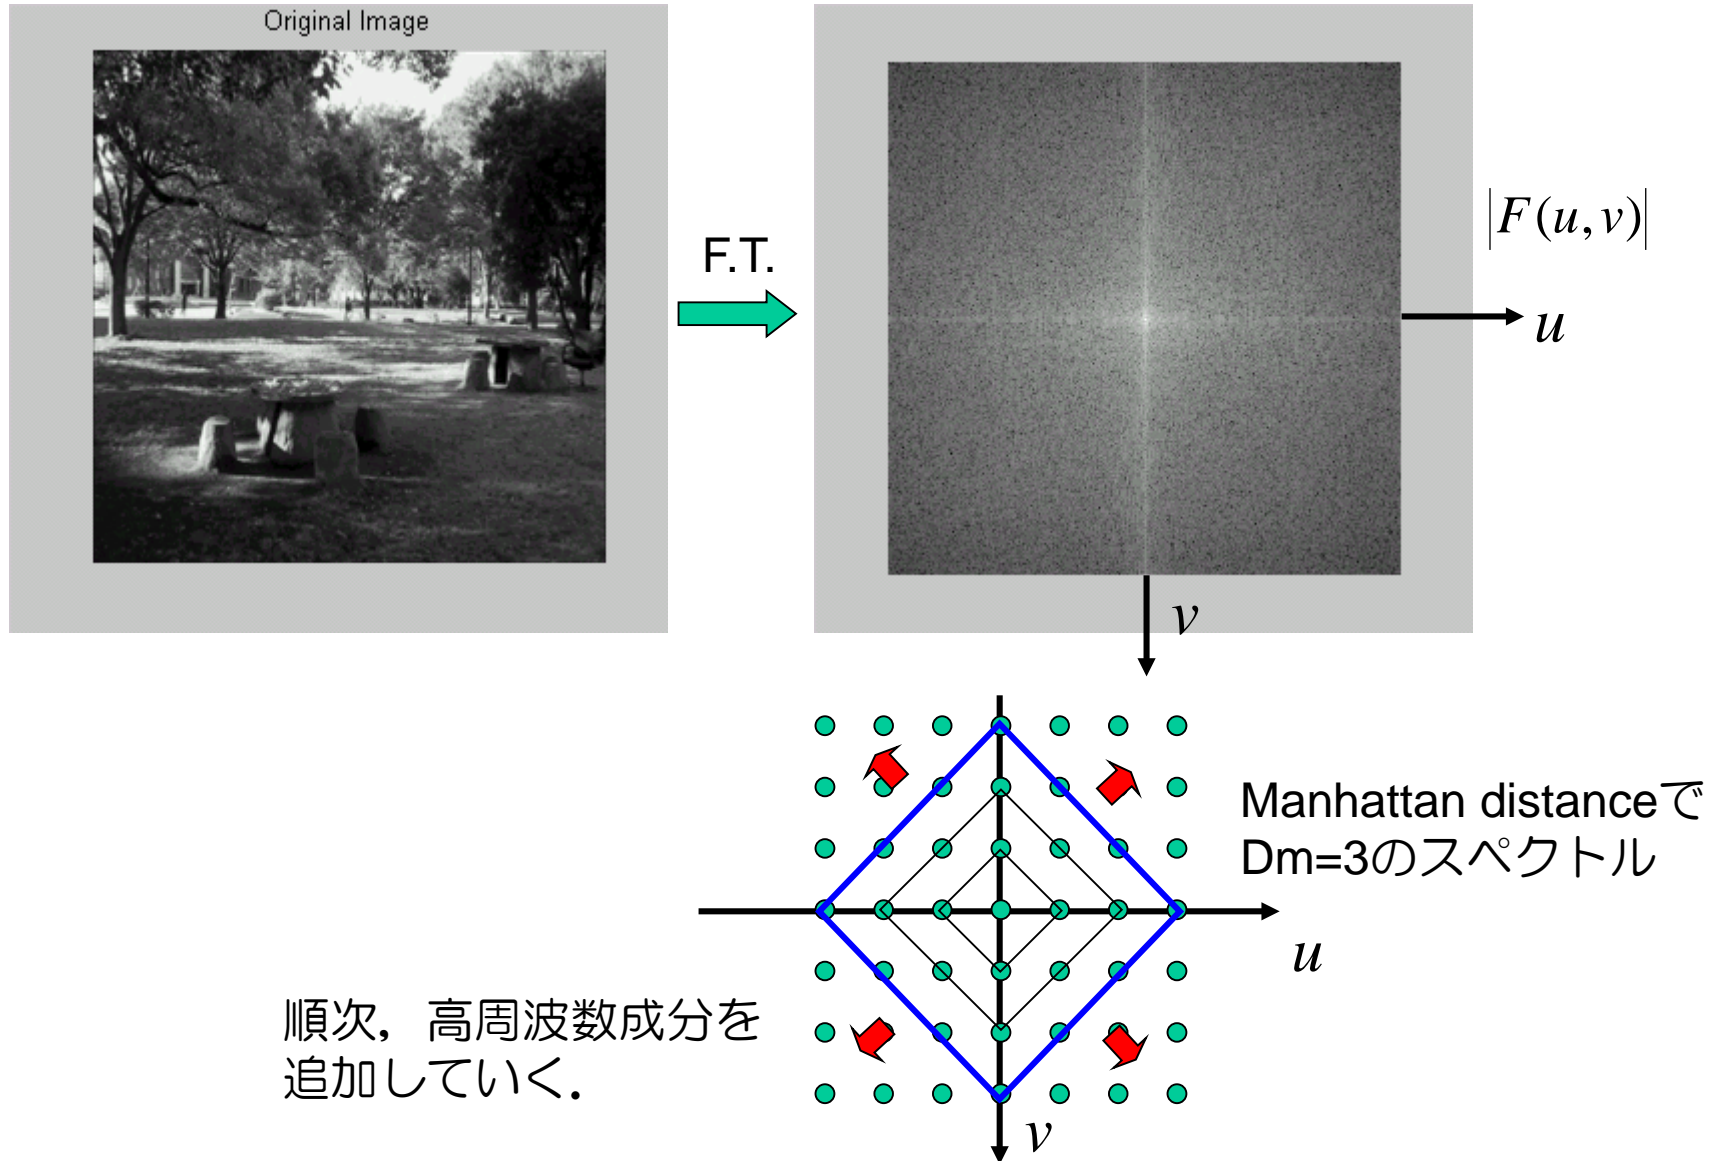 Original Image
F.T.
|F(u,v)|
u
v
Manhattan distanceで
Dm=3のスペクトル
u
順次，高周波数成分を
追加していく．
v